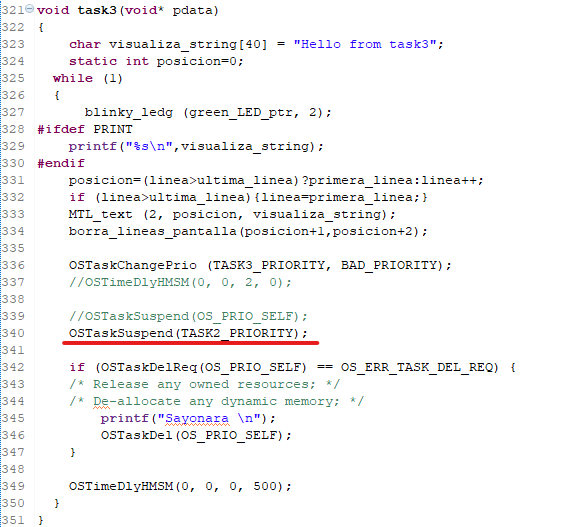 321 void task3(void* pdata)
322 {
323     char visualiza_string[40] = "Hello from task3";
324     static int posicion=0;
325   while (1)
326   {
327       blinky_ledg (green_LED_ptr, 2);
328 #ifdef PRINT
329     printf("%s\n",visualiza_string);
330 #endif
331     posicion=(linea>ultima_linea)?primera_linea:linea++;
332     if (linea>ultima_linea){linea=primera_linea;}
333     MTL_text (2, posicion, visualiza_string);
334     borra_lineas_pantalla(posicion+1,posicion+2);
335
336     OSTaskChangePrio (TASK3_PRIORITY, BAD_PRIORITY);
337     //OSTimeDlyHMSM(0, 0, 2, 0);
338
339     //OSTaskSuspend(OS_PRIO_SELF);
340     OSTaskSuspend(TASK2_PRIORITY);
341
342     if (OSTaskDelReq(OS_PRIO_SELF) == OS_ERR_TASK_DEL_REQ) {
343     /* Release any owned resources; */
344     /* De-allocate any dynamic memory; */
345         printf("Sayonara \n");
346         OSTaskDel(OS_PRIO_SELF);
347     }
348
349     OSTimeDlyHMSM(0, 0, 0, 500);
350   }
351 }